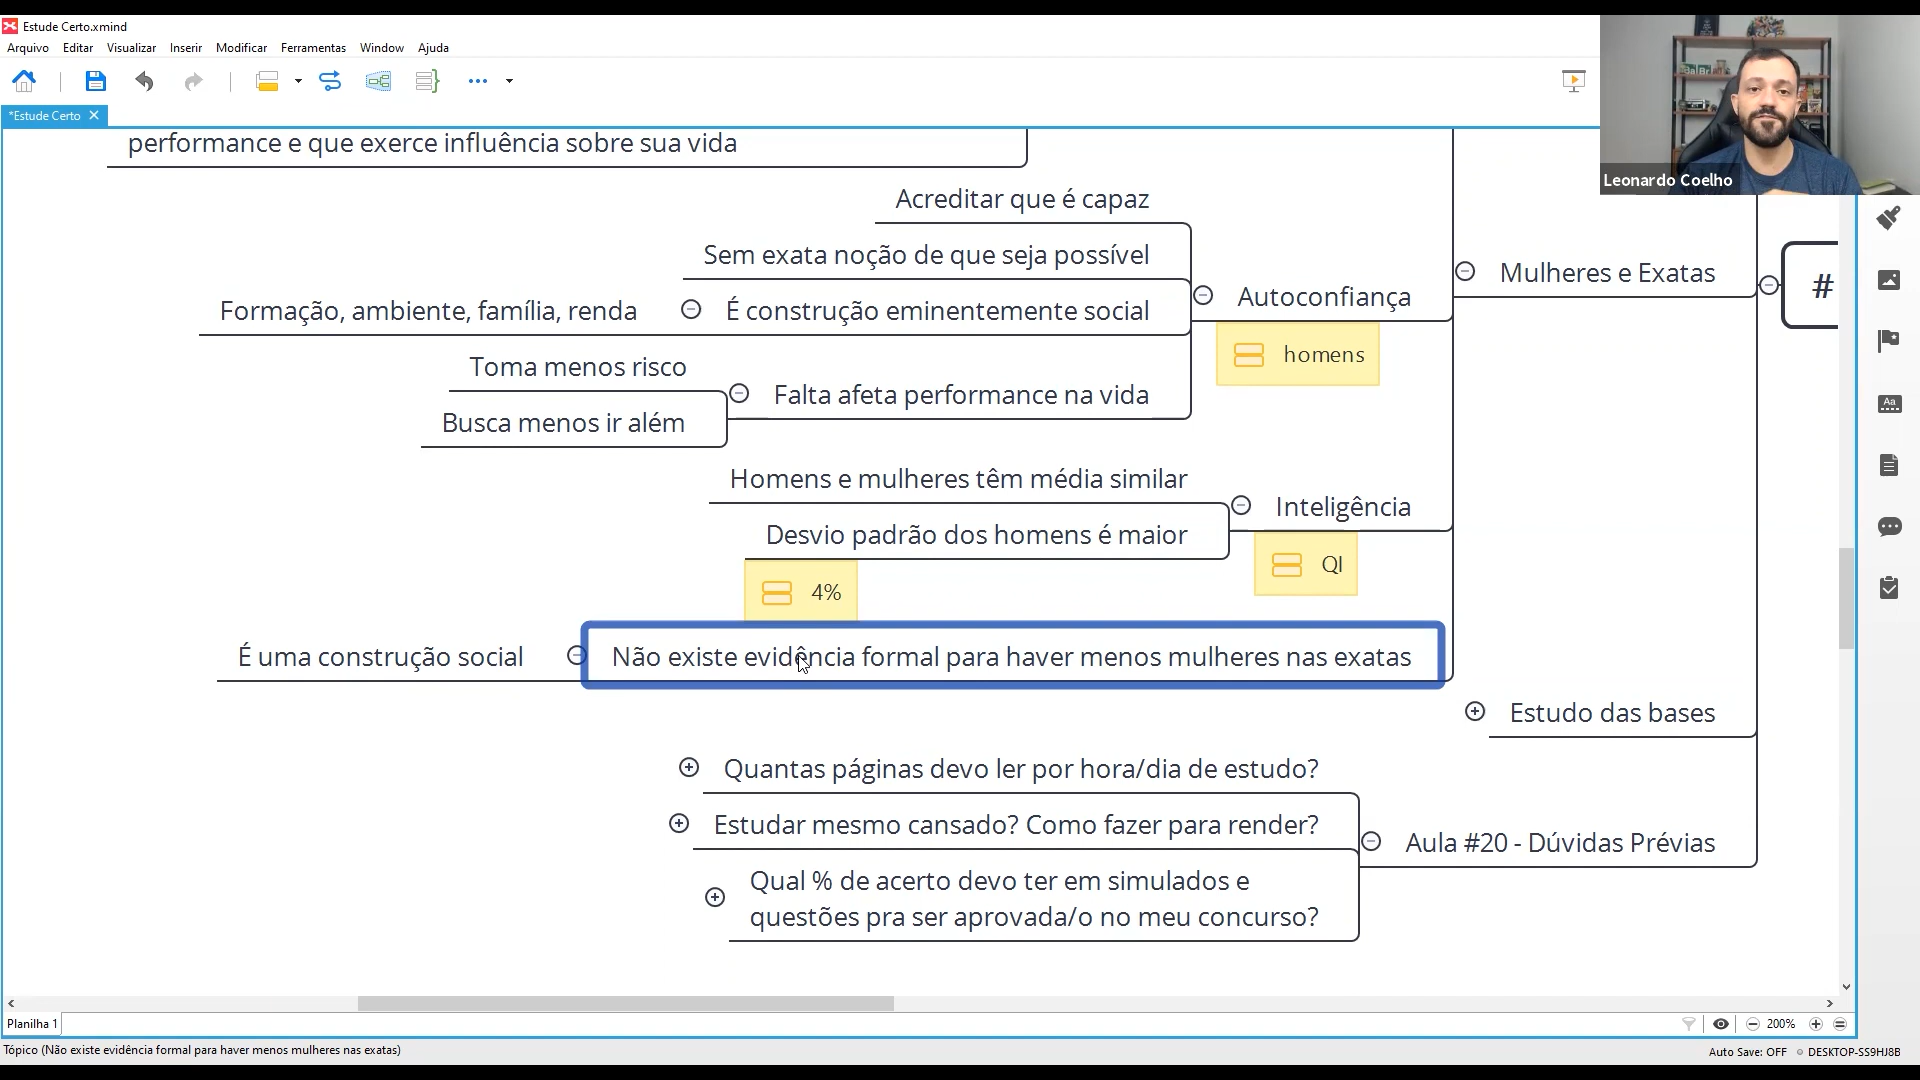 Estude Certo.xmind
Arquivo Editar Visualizar Inserir Modificar Ferramentas Window Ajuda
*Estude Certo
Leonardo Coelho
performance e que exerce influência sobre sua vida
Acreditar que é capaz
Sem exata noção de que seja possível
Formação, ambiente, família, renda
É construção eminentemente social
Autoconfiança
Mulheres e Exatas
#
homens
Toma menos risco
Falta afeta performance na vida
Busca menos ir além
Homens e mulheres têm média similar
Inteligência
Desvio padrão dos homens é maior
QI
4%
É uma construção social
Não existe evidência formal para haver menos mulheres nas exatas
Estudo das bases
Quantas páginas devo ler por hora/dia de estudo?
Estudar mesmo cansado? Como fazer para render?
Aula #20 - Dúvidas Prévias
Qual % de acerto devo ter em simulados e
questões pra ser aprovada/o no meu concurso?
Aa
Planilha 1
200%
Tópico (Não existe evidência formal para haver menos mulheres nas exatas)
Auto Save: OFF
DESKTOP-SS9HJ8B